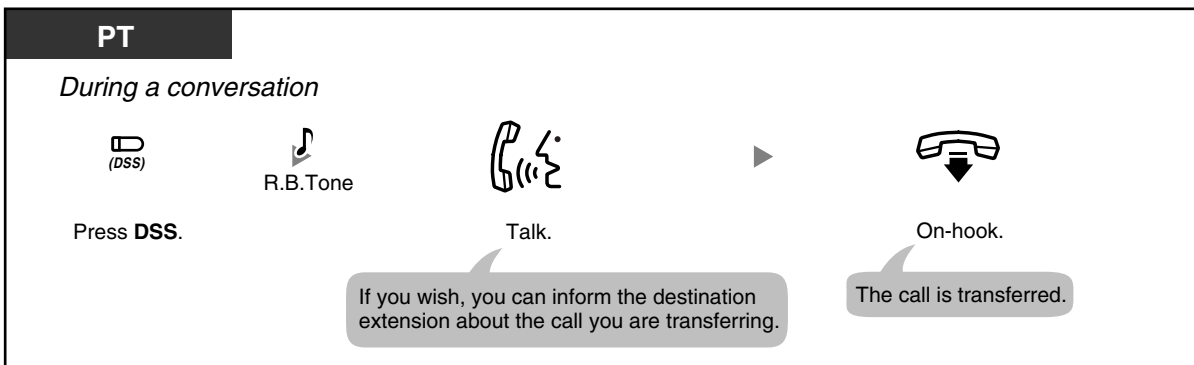 PT
During a conversation
(DSS)
R.B.Tone
Press DSS.
Talk.
On-hook.
If you wish, you can inform the destination
extension about the call you are transferring.
The call is transferred.